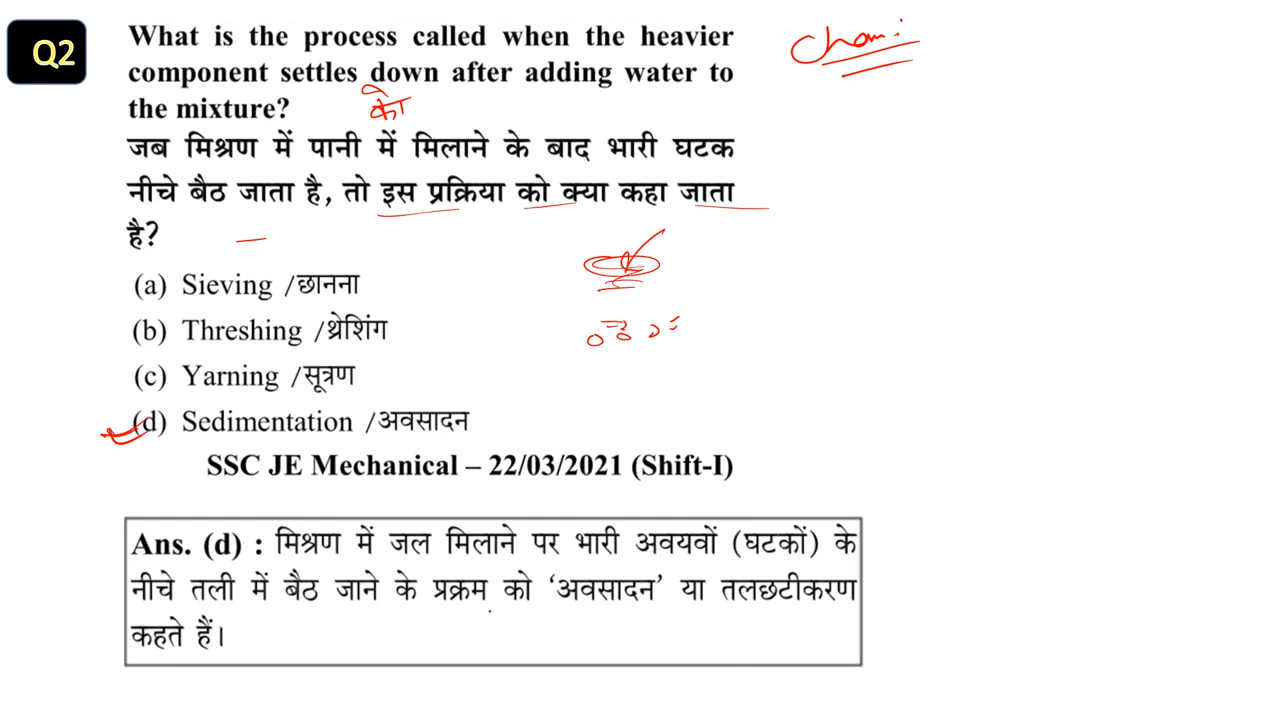 Q2
What is the process called when the heavier
component settles down after adding water to
the mixture?
को
जब मिश्रण में पानी में मिलाने के बाद भारी घटक
नीचे बैठ जाता है, तो इस प्रक्रिया को क्या कहा जाता
है?
(a) Sieving /छानना
(b) Threshing /थ्रेशिंग
(c) Yarning /सूत्रण
(d) Sedimentation /अवसादन
SSC JE Mechanical – 22/03/2021 (Shift-I)
Ans. (d) : मिश्रण में जल मिलाने पर भारी अवयवों (घटकों) के
नीचे तली में बैठ जाने के प्रक्रम को ‘अवसादन’ या तलछटीकरण
कहते हैं।